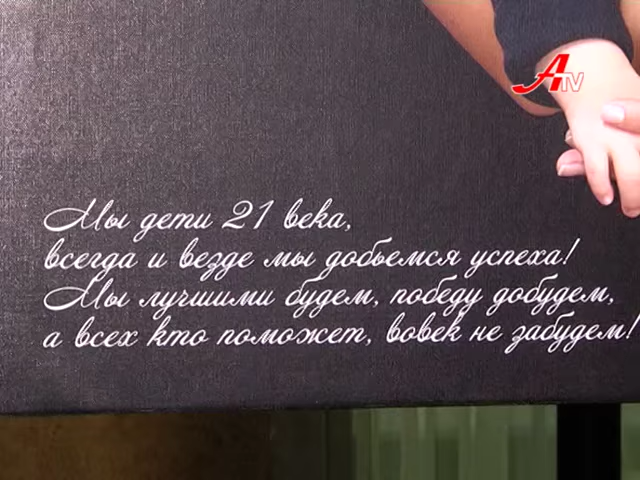 ATV
Мы дети 21 века,
всегда и везде мы добьемся успеха!
Мы лучшими будем, победу добудем,
а всех кто поможет, вовек не забудем!